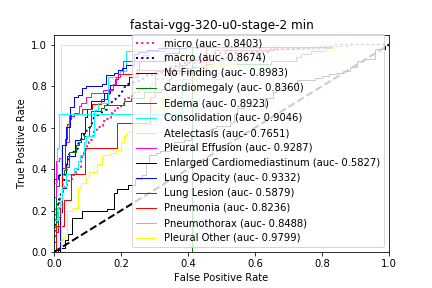 fastai-vgg-320-u0-stage-2 min
True Positive Rate
1.0
0.8
0.6
0.4
0.2
0.0
micro (auc- 0.8403)
macro (auc- 0.8674)
No Finding (auc- 0.8983)
Cardiomegaly (auc- 0.8360)
Edema (auc- 0.8923)
Consolidation (auc- 0.9046)
Atelectasis (auc- 0.7651)
Pleural Effusion (auc- 0.9287)
Enlarged Cardiomediastinum (auc- 0.5827)
Lung Opacity (auc- 0.9332)
Lung Lesion (auc- 0.5879)
Pneumonia (auc- 0.8236)
Pneumothorax (auc- 0.8488)
Pleural Other (auc- 0.9799)
0.0 0.2 0.4 0.6 0.8 1.0
False Positive Rate